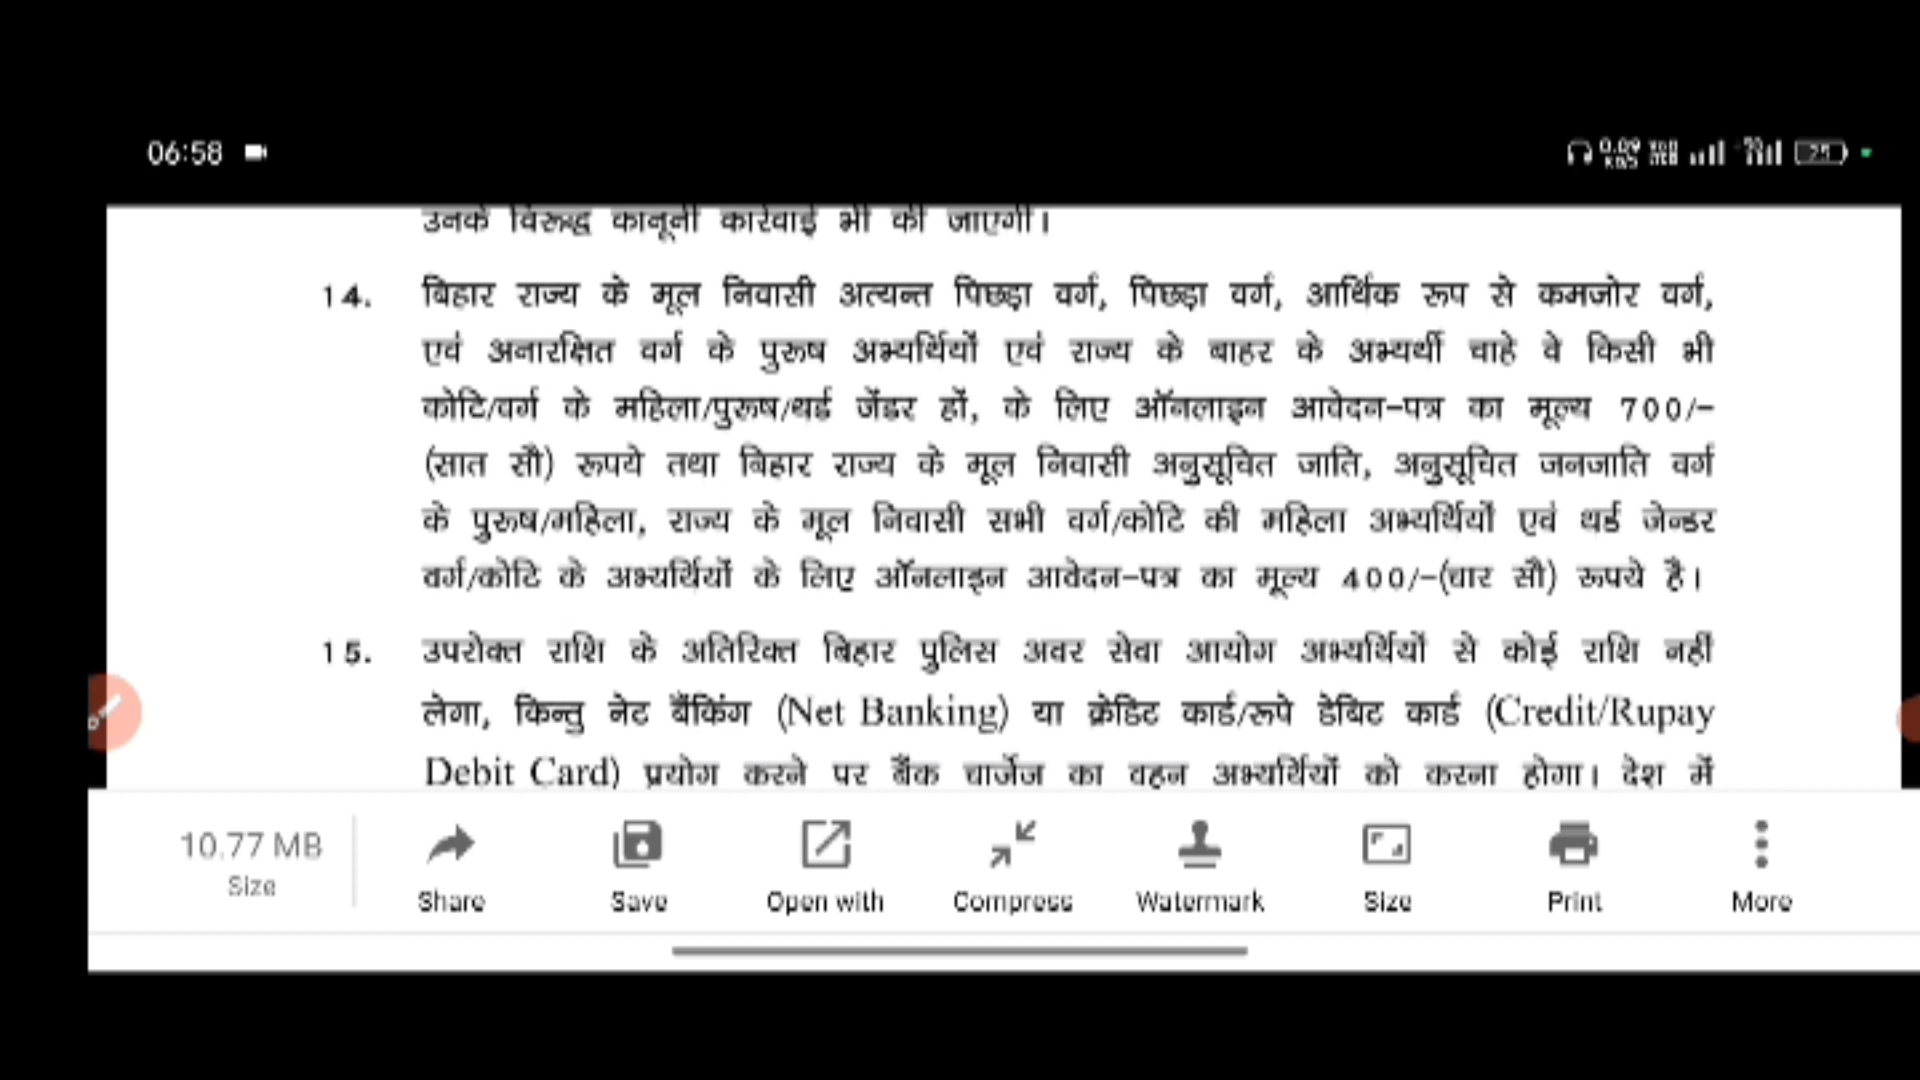 06:58
0.09 KB/S
25
उनके विरूद्ध कानूनी कार्रवाई भी की जाएगी।
14. बिहार राज्य के मूल निवासी अत्यन्त पिछड़ा वर्ग, पिछड़ा वर्ग, आर्थिक रूप से कमजोर वर्ग,
एवं अनारक्षित वर्ग के पुरूष अभ्यर्थियों एवं राज्य के बाहर के अभ्यर्थी चाहे वे किसी भी
कोटि/वर्ग के महिला/पुरूष/थर्ड जेंडर हों, के लिए ऑनलाइन आवेदन-पत्र का मूल्य 700/-
(सात सौ) रूपये तथा बिहार राज्य के मूल निवासी अनुसूचित जाति, अनुसूचित जनजाति वर्ग
के पुरूष/महिला, राज्य के मूल निवासी सभी वर्ग/कोटि की महिला अभ्यर्थियों एवं थर्ड जेन्डर
वर्ग/कोटि के अभ्यर्थियों के लिए ऑनलाइन आवेदन-पत्र का मूल्य 400/-(चार सौ) रूपये है।
15. उपरोक्त राशि के अतिरिक्त बिहार पुलिस अवर सेवा आयोग अभ्यर्थियों से कोई राशि नहीं
लेगा, किन्तु नेट बैंकिंग (Net Banking) या क्रेडिट कार्ड/रूपे डेबिट कार्ड (Credit/Rupay
Debit Card) प्रयोग करने पर बैंक चार्जेज का वहन अभ्यर्थियों को करना होगा। देश में
10.77 MB
Size
Share
Save
Open with
Compress
Watermark
Size
Print
More